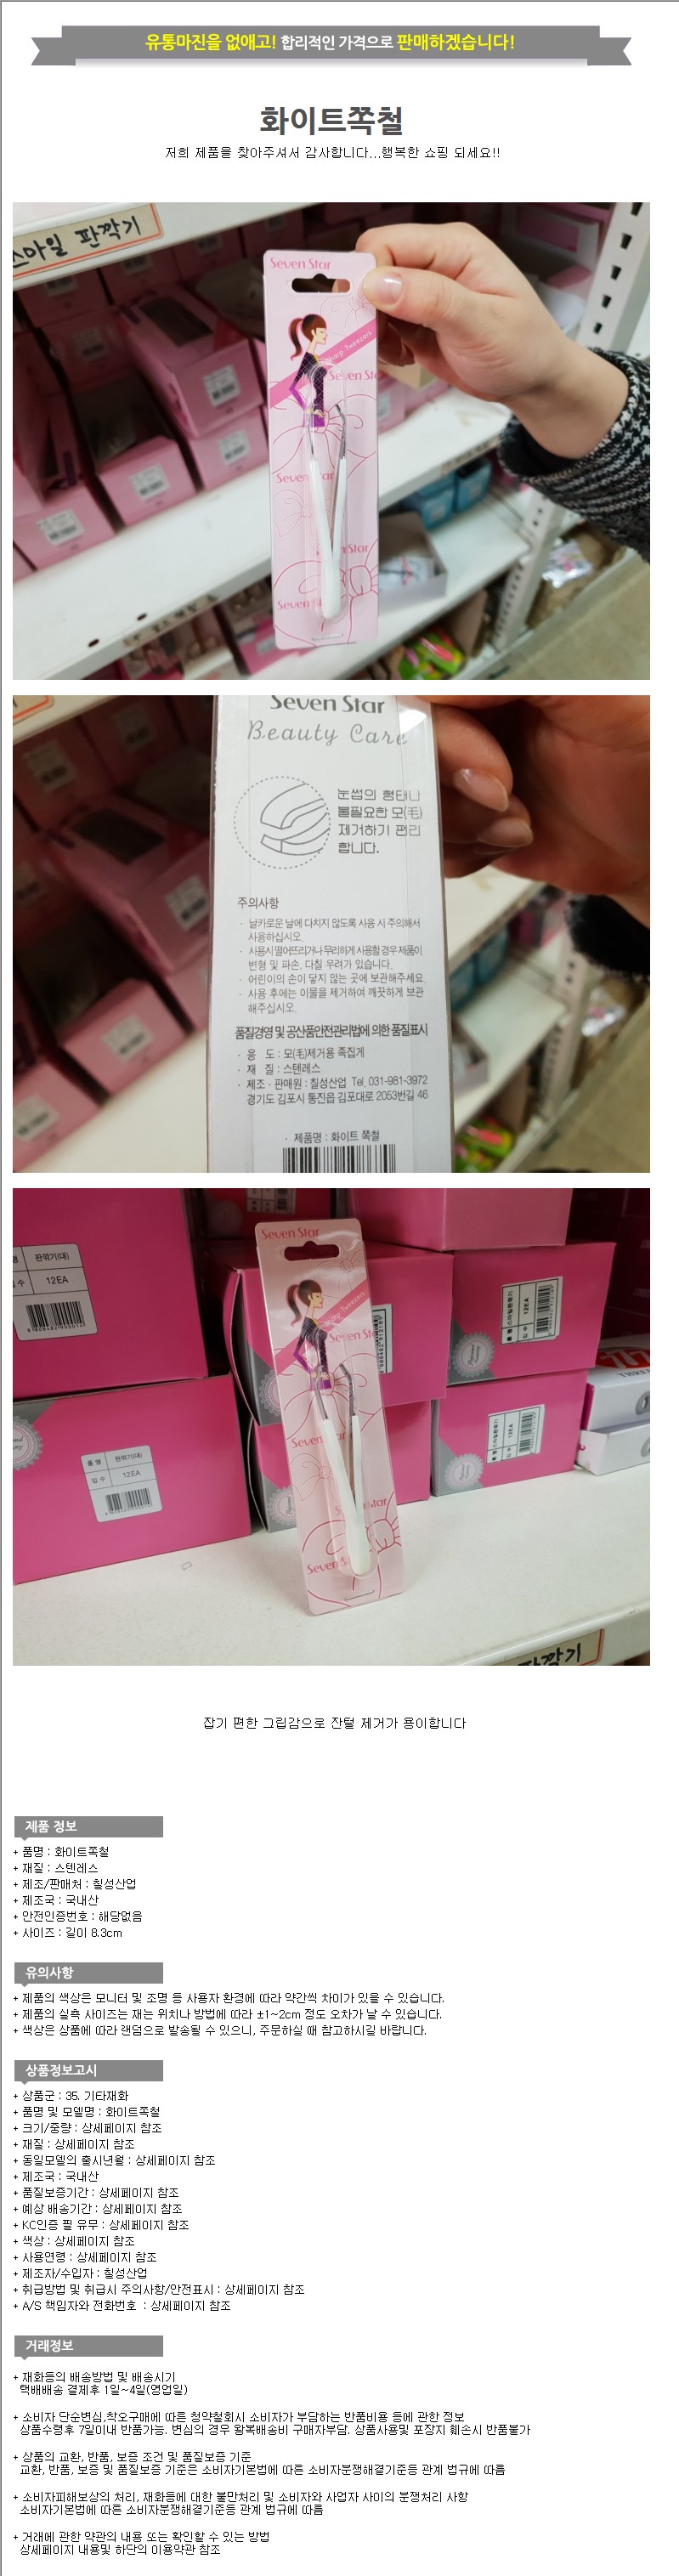 유통마진을 없애고! 합리적인 가격으로 판매하겠습니다!
화이트쪽철
저희 제품을 찾아주셔서 감사합니다...행복한 쇼핑 되세요!!
스마일 판깍기
Seven Star
Sharp Tweezers
Seven St
Seven Star
Seven Star
Seven Star
Beauty Care
눈썹의 형태나
불필요한 모(毛)
제거하기 편리
합니다.
주의사항
· 날카로운 날에 다치지 않도록 사용 시 주의해서
사용하십시오.
· 사용시 떨어뜨리거나 무리하게 사용할 경우 제품이
변형 및 파손, 다칠 우려가 있습니다.
· 어린이의 손이 닿지 않는 곳에 보관해주세요.
· 사용 후에는 이물을 제거하여 깨끗하게 보관
해주십시오.
품질경영 및 공산품안전관리법에 의한 품질표시
· 용 도 : 모(毛)제거용 족집게
· 재 질 : 스텐레스
· 제조 · 판매원 : 칠성산업 Tel. 031-981-3972
경기도 김포시 통진읍 김포대로 2053번길 46
· 제품명 : 화이트 쪽철
Seven Star
Seven St
Seven Star
Seven Star
품 명 판깎기(대)
입 수 12EA
12EA
12EA
판깍기
잡기 편한 그립감으로 잔털 제거가 용이합니다
제품 정보
+ 품명 : 화이트쪽철
+ 재질 : 스텐레스
+ 제조/판매처 : 칠성산업
+ 제조국 : 국내산
+ 안전인증번호 : 해당없음
+ 사이즈 : 길이 8.3cm
유의사항
+ 제품의 색상은 모니터 및 조명 등 사용자 환경에 따라 약간씩 차이가 있을 수 있습니다.
+ 제품의 실측 사이즈는 재는 위치나 방법에 따라 ±1~2cm 정도 오차가 날 수 있습니다.
+ 색상은 상품에 따라 랜덤으로 발송될 수 있으니, 주문하실 때 참고하시길 바랍니다.
상품정보고시
+ 상품군 : 35. 기타재화
+ 품명 및 모델명 : 화이트쪽철
+ 크기/중량 : 상세페이지 참조
+ 재질 : 상세페이지 참조
+ 동일모델의 출시년월 : 상세페이지 참조
+ 제조국 : 국내산
+ 품질보증기간 : 상세페이지 참조
+ 예상 배송기간 : 상세페이지 참조
+ KC인증 필 유무 : 상세페이지 참조
+ 색상 : 상세페이지 참조
+ 사용연령 : 상세페이지 참조
+ 제조자/수입자 : 칠성산업
+ 취급방법 및 취급시 주의사항/안전표시 : 상세페이지 참조
+ A/S 책임자와 전화번호 : 상세페이지 참조
거래정보
+ 재화등의 배송방법 및 배송시기
택배배송 결제후 1일~4일(영업일)
+ 소비자 단순변심,착오구매에 따른 청약철회시 소비자가 부담하는 반품비용 등에 관한 정보
상품수령후 7일이내 반품가능. 변심의 경우 왕복배송비 구매자부담. 상품사용및 포장지 훼손시 반품불가
+ 상품의 교환, 반품, 보증 조건 및 품질보증 기준
교환, 반품, 보증 및 품질보증 기준은 소비자기본법에 따른 소비자분쟁해결기준등 관계 법규에 따름
+ 소비자피해보상의 처리, 재화등에 대한 불만처리 및 소비자와 사업자 사이의 분쟁처리 사항
소비자기본법에 따른 소비자분쟁해결기준등 관계 법규에 따름
+ 거래에 관한 약관의 내용 또는 확인할 수 있는 방법
상세페이지 내용및 하단의 이용약관 참조